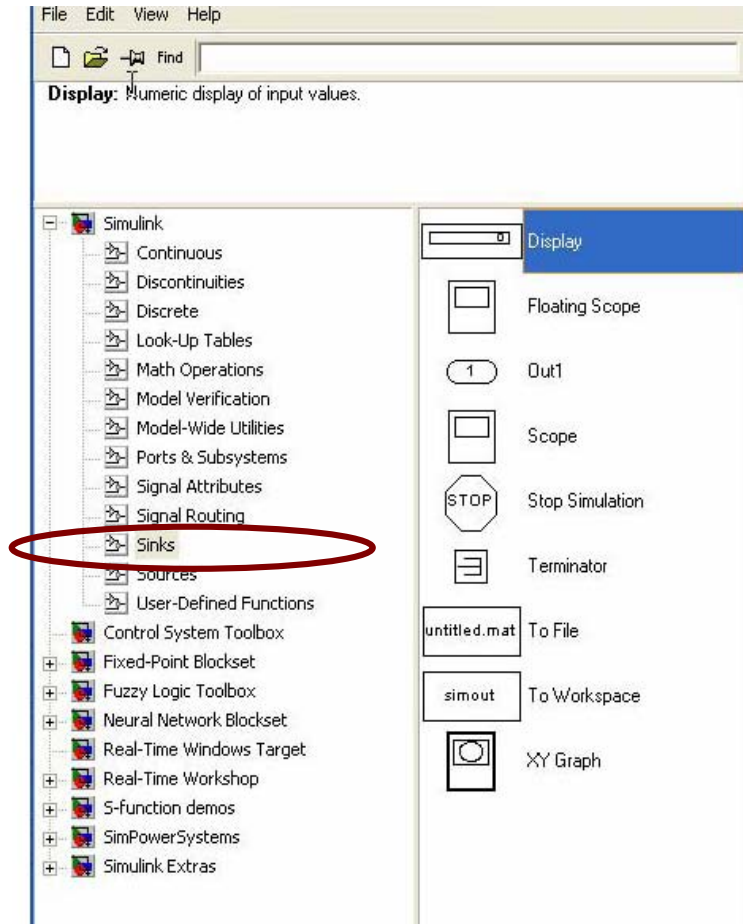 File Edit View Help
Find
Display: Numeric display of input values.
Simulink
Continuous
Discontinuities
Discrete
Look-Up Tables
Math Operations
Model Verification
Model-Wide Utilities
Ports & Subsystems
Signal Attributes
Signal Routing
Sinks
Sources
User-Defined Functions
Control System Toolbox
Fixed-Point Blockset
Fuzzy Logic Toolbox
Neural Network Blockset
Real-Time Windows Target
Real-Time Workshop
S-function demos
SimPowerSystems
Simulink Extras
0 Display
Floating Scope
1 Out1
Scope
STOP Stop Simulation
Terminator
untitled.mat To File
simout To Workspace
XY Graph